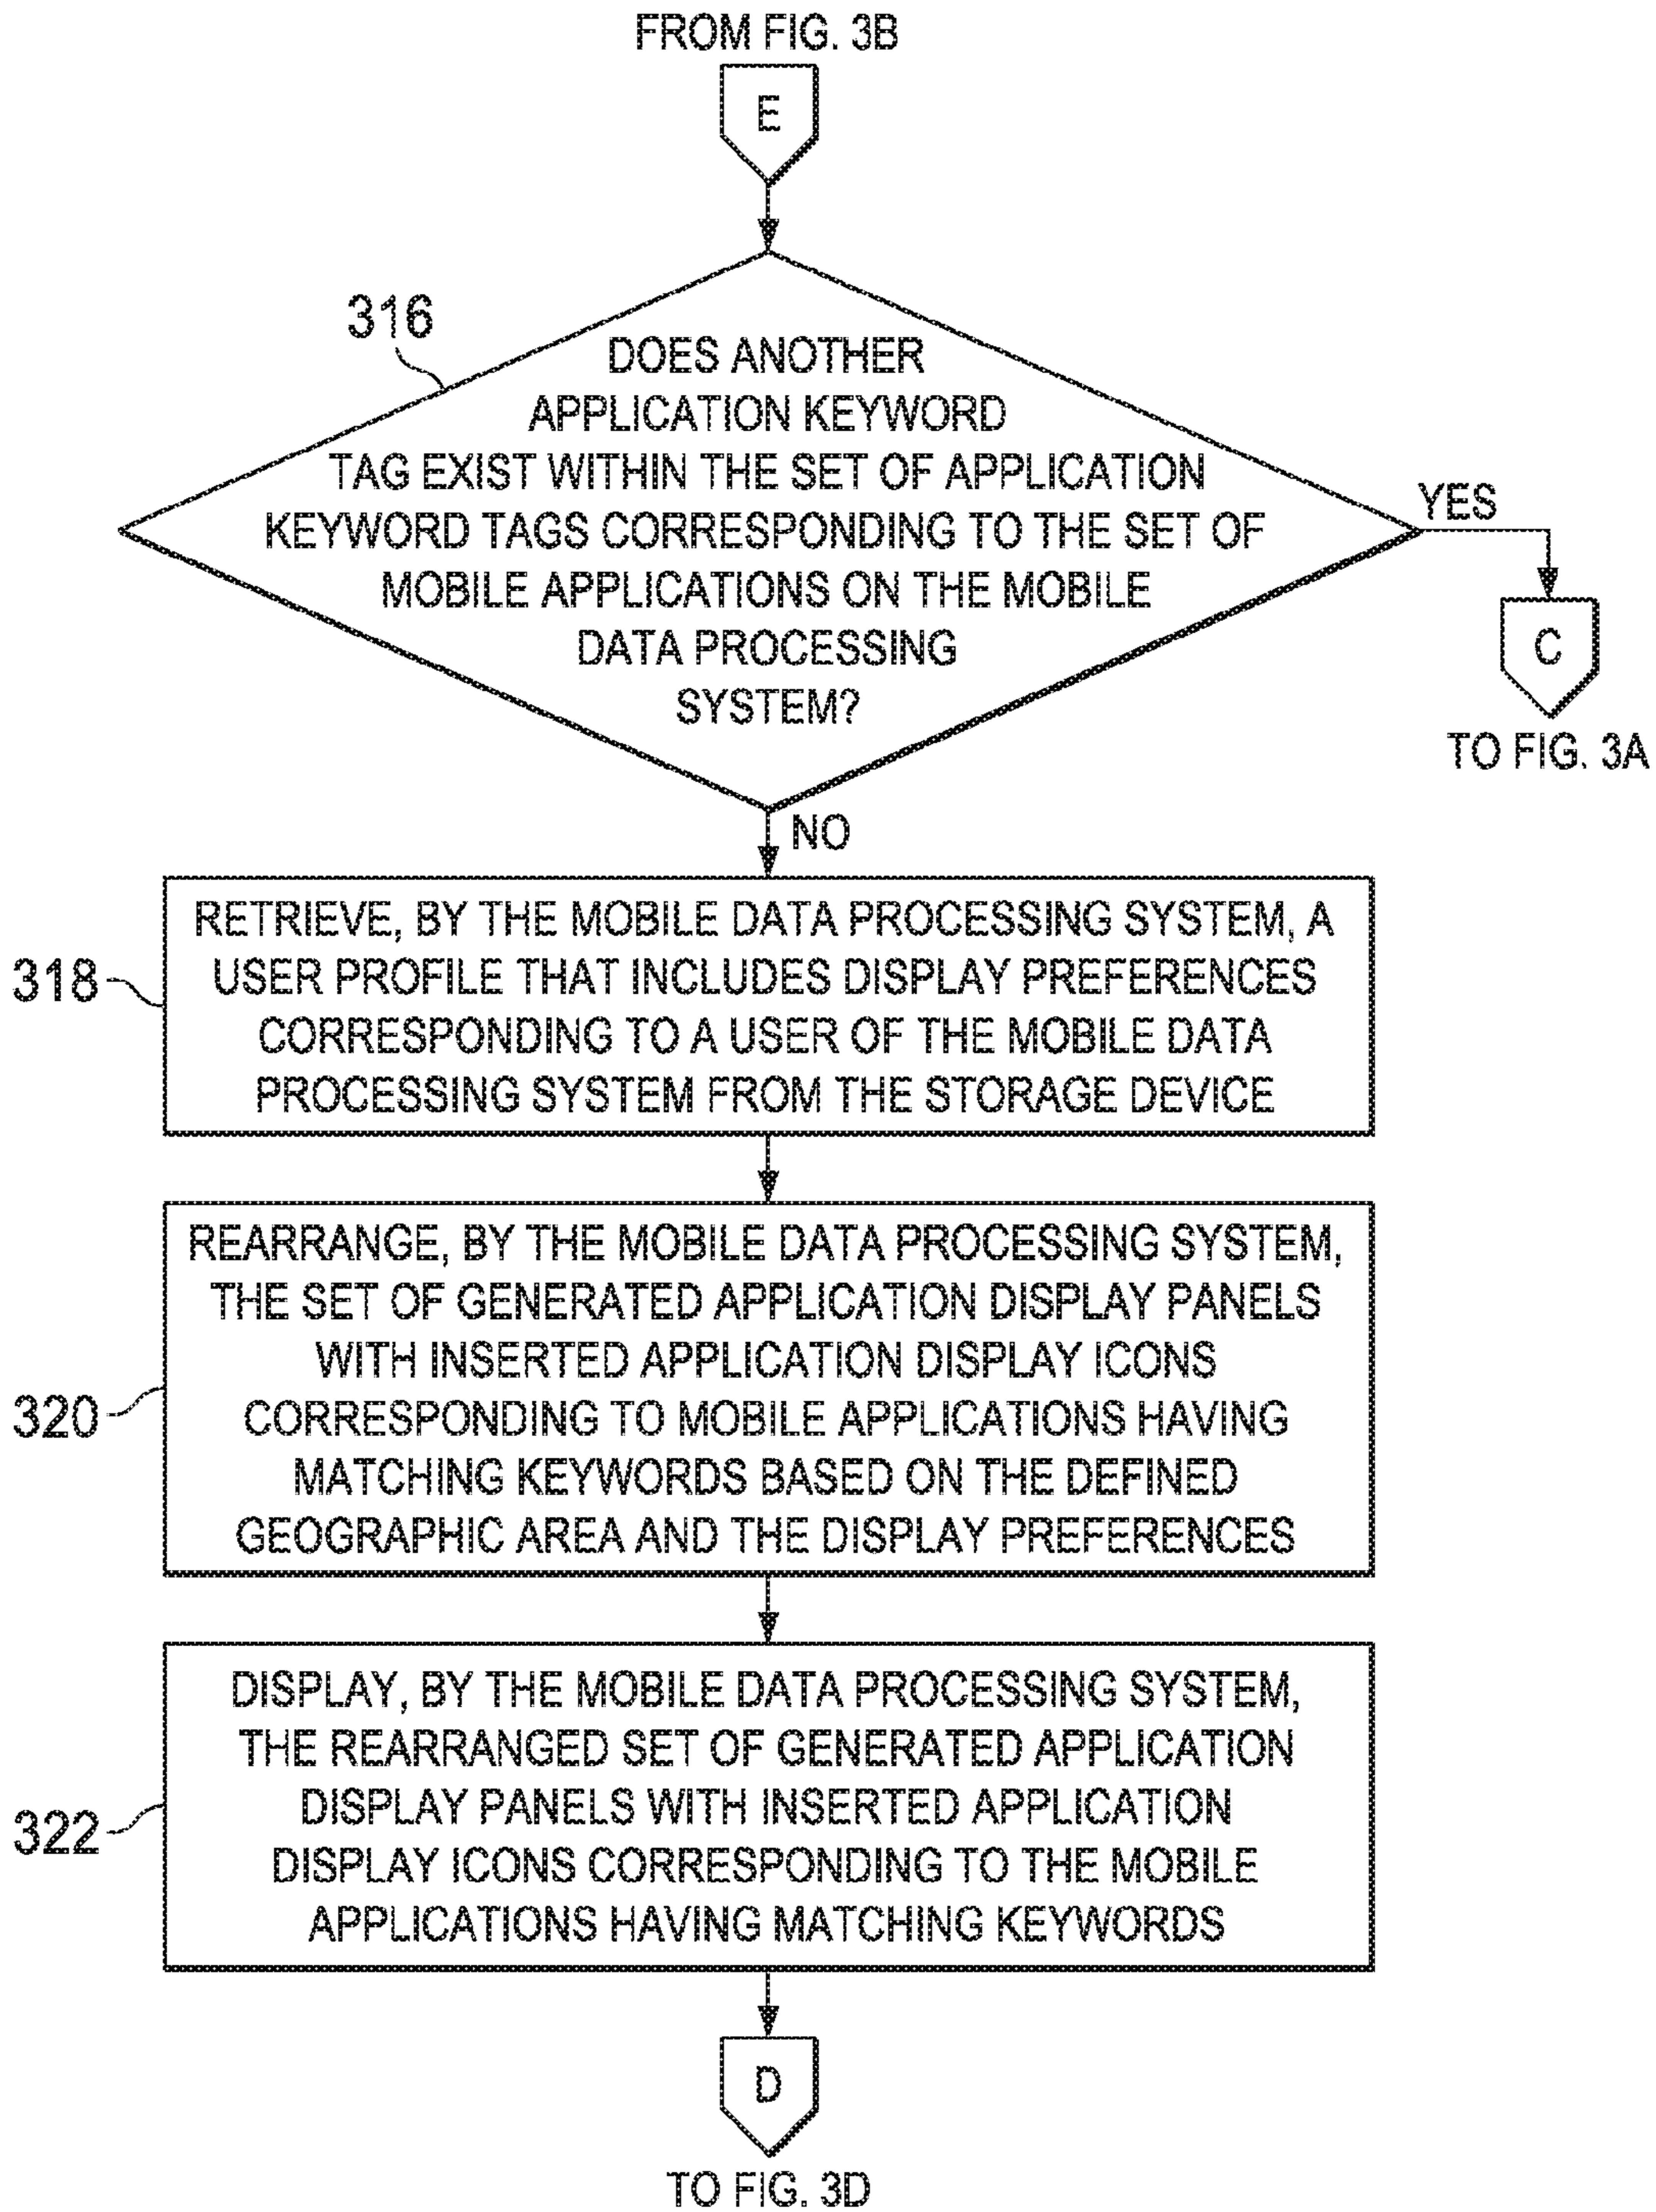 FROM FIG. 3B
E
316
DOES ANOTHER
APPLICATION KEYWORD
TAG EXIST WITHIN THE SET OF APPLICATION
KEYWORD TAGS CORRESPONDING TO THE SET OF
MOBILE APPLICATIONS ON THE MOBILE
DATA PROCESSING
SYSTEM?
YES
C
TO FIG. 3A
NO
318
RETRIEVE, BY THE MOBILE DATA PROCESSING SYSTEM, A
USER PROFILE THAT INCLUDES DISPLAY PREFERENCES
CORRESPONDING TO A USER OF THE MOBILE DATA
PROCESSING SYSTEM FROM THE STORAGE DEVICE
320
REARRANGE, BY THE MOBILE DATA PROCESSING SYSTEM,
THE SET OF GENERATED APPLICATION DISPLAY PANELS
WITH INSERTED APPLICATION DISPLAY ICONS
CORRESPONDING TO MOBILE APPLICATIONS HAVING
MATCHING KEYWORDS BASED ON THE DEFINED
GEOGRAPHIC AREA AND THE DISPLAY PREFERENCES
322
DISPLAY, BY THE MOBILE DATA PROCESSING SYSTEM,
THE REARRANGED SET OF GENERATED APPLICATION
DISPLAY PANELS WITH INSERTED APPLICATION
DISPLAY ICONS CORRESPONDING TO THE MOBILE
APPLICATIONS HAVING MATCHING KEYWORDS
D
TO FIG. 3D